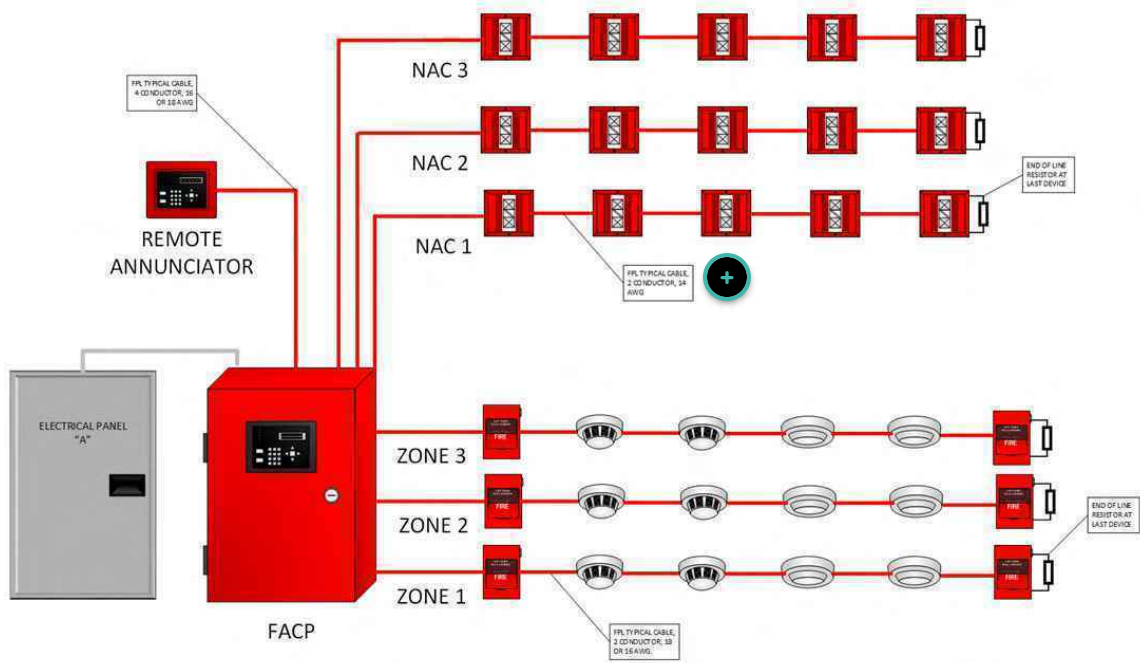 NAC 3
FPL TYPICAL CABLE,
4 CONDUCTOR, 16
OR 18 AWG
NAC 2
END OF LINE
RESISTOR AT
LAST DEVICE
REMOTE
ANNUNCIATOR
NAC 1
FPL TYPICAL CABLE,
2 CONDUCTOR, 14
AWG
+
ELECTRICAL PANEL
"A"
FIRE
FIRE
ZONE 3
FIRE
FIRE
ZONE 2
END OF LINE
RESISTOR AT
LAST DEVICE
FIRE
FIRE
ZONE 1
FACP
FPL TYPICAL CABLE,
2 CONDUCTOR, 18
OR 16 AWG